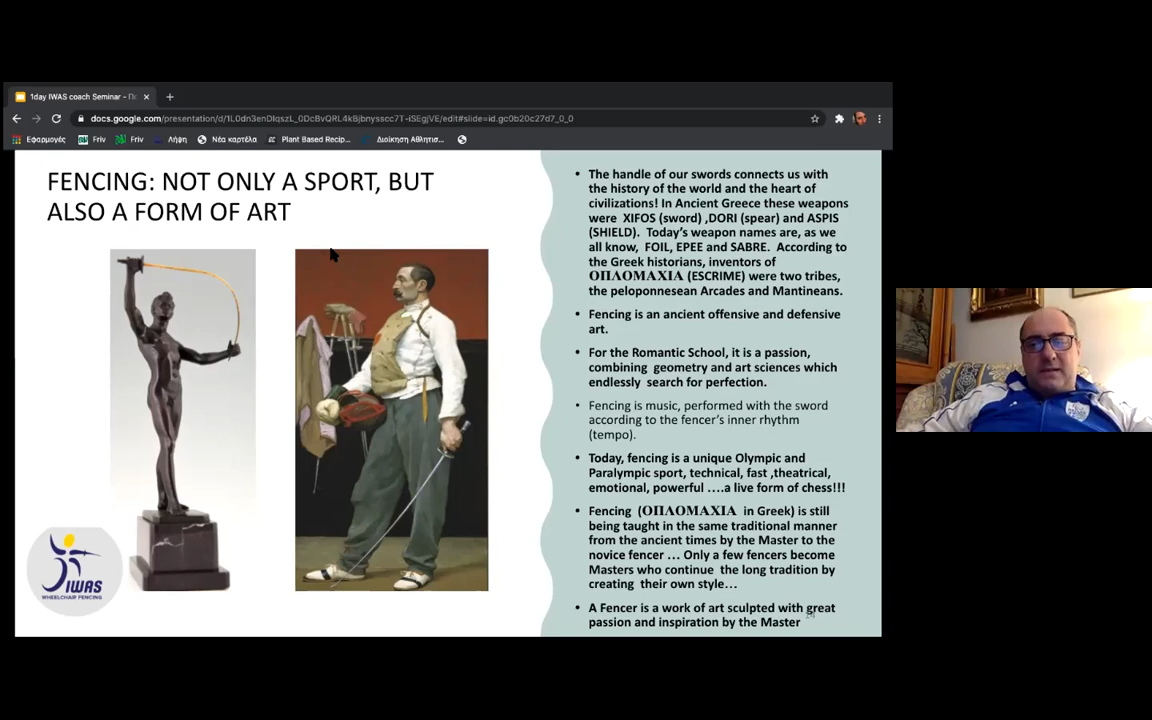 1day IWAS coach Seminar - Πα
docs.google.com/presentation/d/1L0dn3enDIqszL_0DcBvQRL4kBjbnysscc7T-iSEgjVE/edit#slide=id.gc0b20c27d7_0_0
Εφαρμογές Friv Friv Λήψη Νέα καρτέλα Plant Based Recip... Διοίκηση Αθλητισ...
FENCING: NOT ONLY A SPORT, BUT
ALSO A FORM OF ART
• The handle of our swords connects us with
the history of the world and the heart of
civilizations! In Ancient Greece these weapons
were XIFOS (sword) ,DORI (spear) and ASPIS
(SHIELD). Today's weapon names are, as we
all know, FOIL, EPEE and SABRE. According to
the Greek historians, inventors of
ΟΠΛΟΜΑΧΙΑ (ESCRIME) were two tribes,
the peloponnesean Arcades and Mantineans.
• Fencing is an ancient offensive and defensive
art.
• For the Romantic School, it is a passion,
combining geometry and art sciences which
endlessly search for perfection.
• Fencing is music, performed with the sword
according to the fencer's inner rhythm
(tempo).
• Today, fencing is a unique Olympic and
Paralympic sport, technical, fast ,theatrical,
emotional, powerful ....a live form of chess!!!
• Fencing (ΟΠΛΟΜΑΧΙΑ in Greek) is still
being taught in the same traditional manner
from the ancient times by the Master to the
novice fencer ... Only a few fencers become
Masters who continue the long tradition by
creating their own style...
• A Fencer is a work of art sculpted with great
passion and inspiration by the Master
IWAS
WHEELCHAIR FENCING